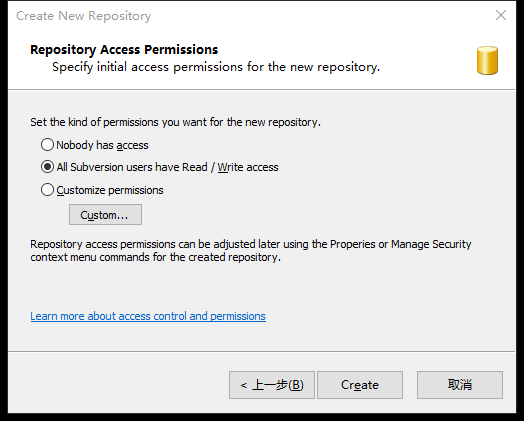 Create New Repository
Repository Access Permissions
Specify initial access permissions for the new repository.
Set the kind of permissions you want for the new repository.
Nobody has access
All Subversion users have Read / Write access
Customize permissions
Custom...
Repository access permissions can be adjusted later using the Properies or Manage Security
context menu commands for the created repository.
Learn more about access control and permissions
< 上一步(B) Create 取消